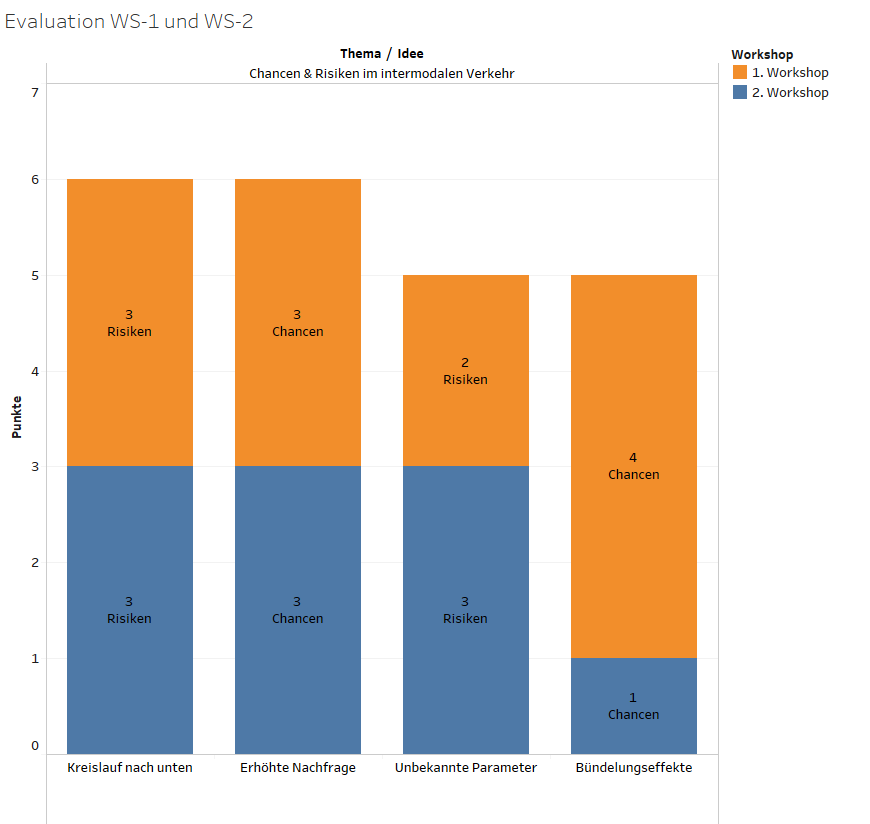 Evaluation WS-1 und WS-2
Thema / Idee
Chancen & Risiken im intermodalen Verkehr
Workshop
1. Workshop
2. Workshop
Punkte
7
6
5
4
3
2
1
0
3
Risiken
3
Chancen
2
Risiken
4
Chancen
3
Risiken
3
Chancen
3
Risiken
1
Chancen
Kreislauf nach unten
Erhöhte Nachfrage
Unbekannte Parameter
Bündelungseffekte